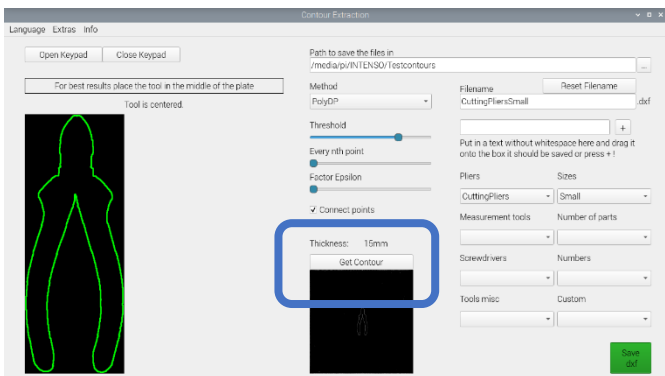 Contour Extraction
Language Extras Info
Open Keypad Close Keypad
For best results place the tool in the middle of the plate
Tool is centered.
Path to save the files in
/media/pi/INTENSO/Testcontours
...
Method
PolyDP
Threshold
Every nth point
Factor Epsilon
Connect points
Thickness: 15mm
Get Contour
Filename
Reset Filename
CuttingPliersSmall
.dxf
+
Put in a text without whitespace here and drag it
onto the box it should be saved or press + !
Pliers Sizes
CuttingPliers Small
Measurement tools Number of parts
Screwdrivers Numbers
Tools misc Custom
Save
dxf